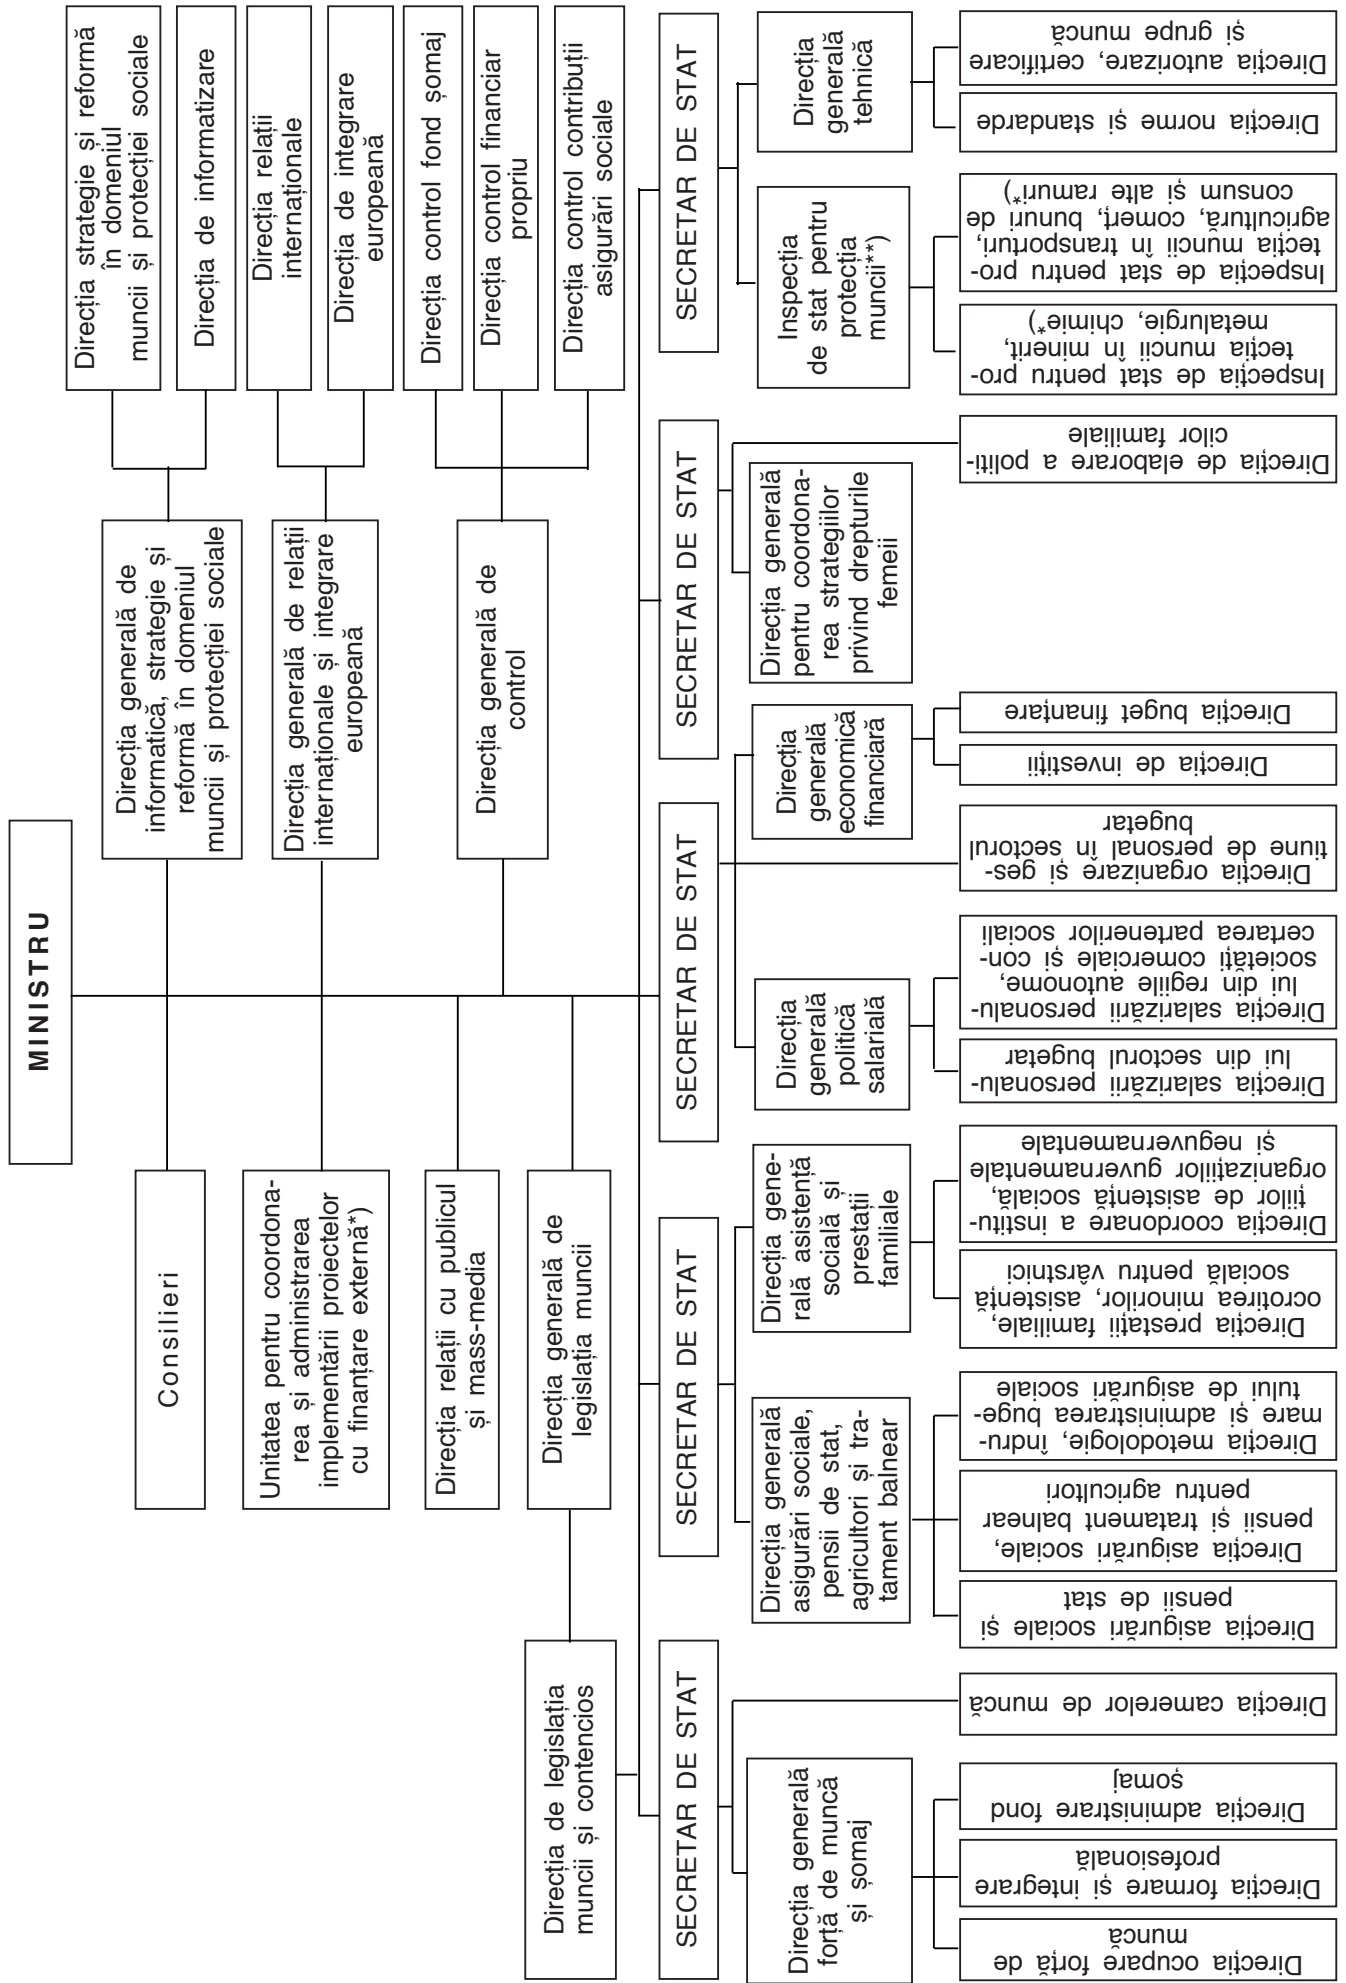 MINISTRU
Consilieri
Direcția generală de
informatică, strategie și
reformă în domeniul
muncii și protecției sociale
Direcția strategie și reformă
în domeniul
muncii și protecției sociale
Direcția de informatizare
Unitatea pentru coordona-
rea și administrarea
implementării proiectelor
cu finanțare externă*)
Direcția generală de relații
internaționale și integrare
europeană
Direcția relații
internaționale
Direcția de integrare
europeană
Direcția relații cu publicul
și mass-media
Direcția generală de
control
Direcția control fond șomaj
Direcția control financiar
propriu
Direcția control contribuții
asigurări sociale
Direcția generală de
legislația muncii
Direcția de legislația
muncii și contencios
SECRETAR DE STAT
SECRETAR DE STAT
SECRETAR DE STAT
SECRETAR DE STAT
SECRETAR DE STAT
Direcția generală
forță de muncă
și șomaj
Direcția generală
asigurări sociale,
pensii de stat,
agricultori și tra-
tament balnear
Direcția gene-
rală asistență
socială și
prestații
familiale
Direcția
generală
politică
salarială
Direcția
generală
economică
financiară
Direcția generală
pentru coordona-
rea strategiilor
privind drepturile
femeii
Inspecția
de stat pentru
protecția
muncii**)
Direcția
generală
tehnică
Direcția ocupare forță de
muncă
Direcția formare și integrare
profesională
Direcția administrare fond
șomaj
Direcția camerelor de muncă
Direcția asigurări sociale și
pensii de stat
Direcția asigurări sociale,
pensii și tratament balnear
pentru agricultori
Direcția metodologie, îndru-
mare și administrarea buge-
tului de asigurări sociale
Direcția prestații familiale,
ocrotirea minorilor, asistență
socială pentru vârstnici
Direcția coordonare a institu-
țiilor de asistență socială,
organizațiilor guvernamentale
și neguvernamentale
Direcția salarizării personalu-
lui din sectorul bugetar
Direcția salarizării personalu-
lui din regiile autonome,
societăți comerciale și con-
certarea partenerilor sociali
Direcția organizare și ges-
tiune de personal în sectorul
bugetar
Direcția de investiții
Direcția buget finanțare
Direcția de elaborare a politi-
cilor familiale
Inspecția de stat pentru pro-
tecția muncii în minerit,
metalurgie, chimie*)
Inspecția de stat pentru pro-
tecția muncii în transporturi,
agricultură, comerț, bunuri de
consum și alte ramuri*)
Direcția norme și standarde
Direcția autorizare, certificare
și grupe muncă